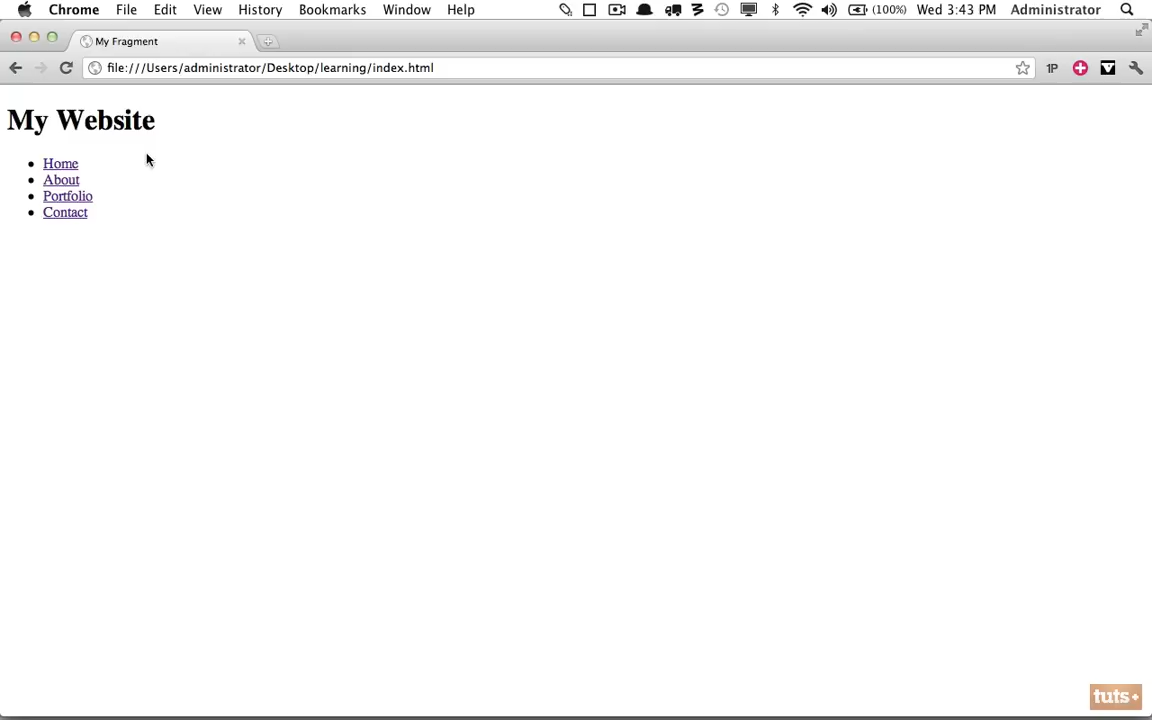 Chrome File Edit View History Bookmarks Window Help (100%) Wed 3:43 PM Administrator
My Fragment
file:///Users/administrator/Desktop/learning/index.html 1P
My Website
Home
About
Portfolio
Contact
tuts+